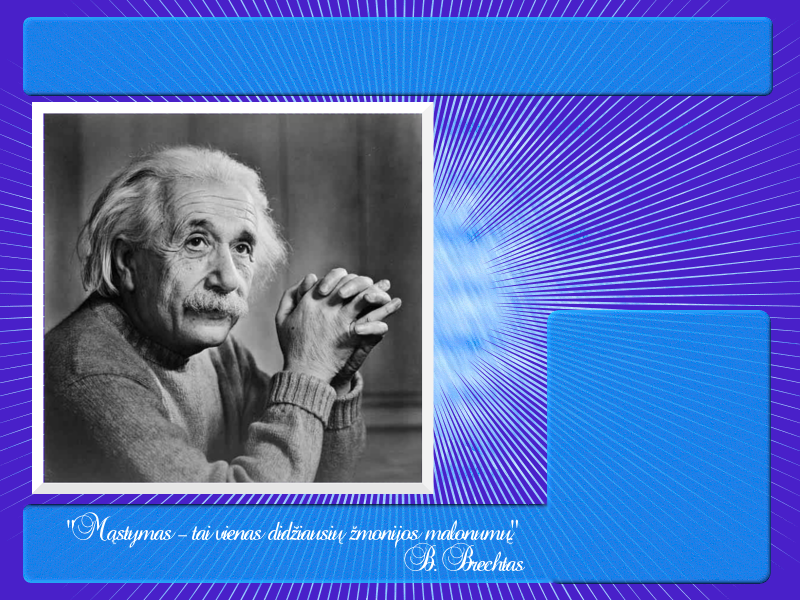 "Mąstymas – tai vienas didžiausių žmonijos malonumų."
B. Brechtas